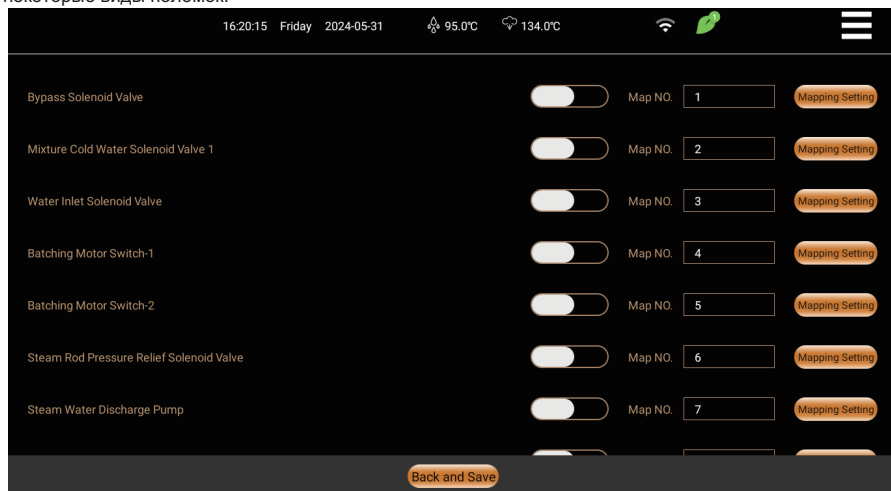 некоторые виды поломок.
16:20:15 Friday 2024-05-31 95.0℃ 134.0℃ 1
Bypass Solenoid Valve Map NO. 1 Mapping Setting
Mixture Cold Water Solenoid Valve 1 Map NO. 2 Mapping Setting
Water Inlet Solenoid Valve Map NO. 3 Mapping Setting
Batching Motor Switch-1 Map NO. 4 Mapping Setting
Batching Motor Switch-2 Map NO. 5 Mapping Setting
Steam Rod Pressure Relief Solenoid Valve Map NO. 6 Mapping Setting
Steam Water Discharge Pump Map NO. 7 Mapping Setting
Back and Save